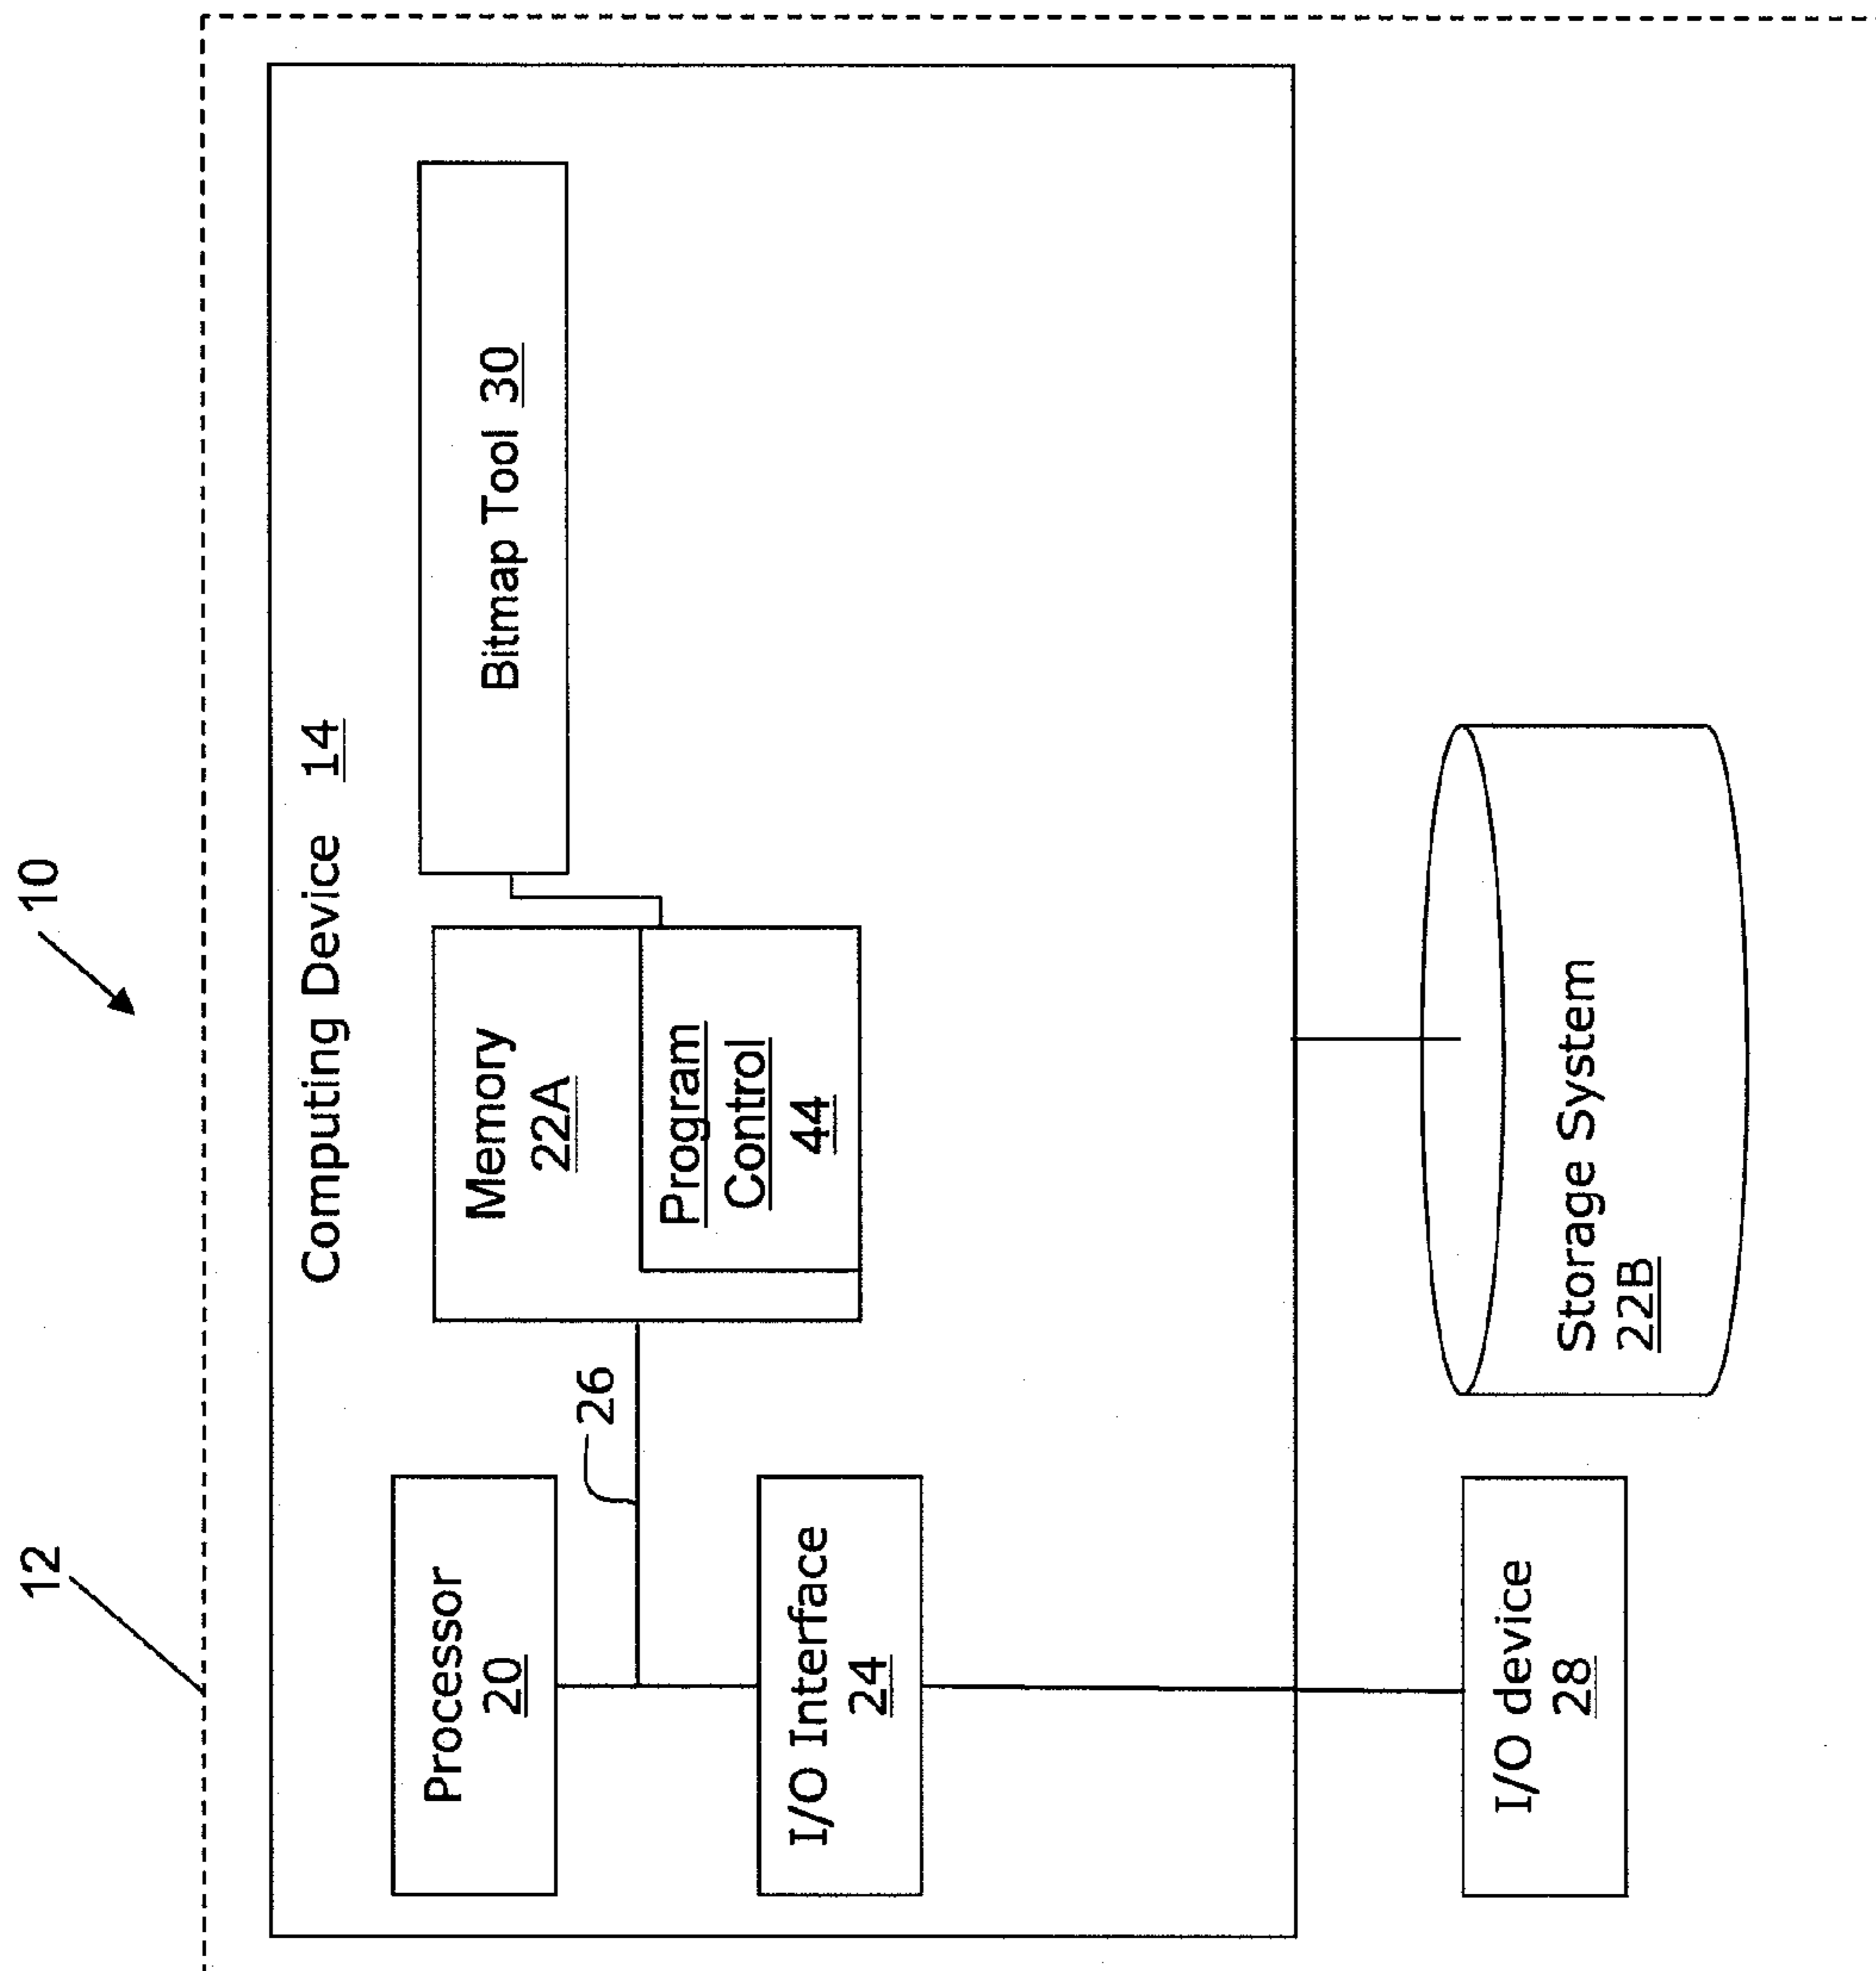 10
12
Computing Device 14
Processor
20
Memory
22A
Bitmap Tool 30
26
Program
Control
44
I/O Interface
24
I/O device
28
Storage System
22B